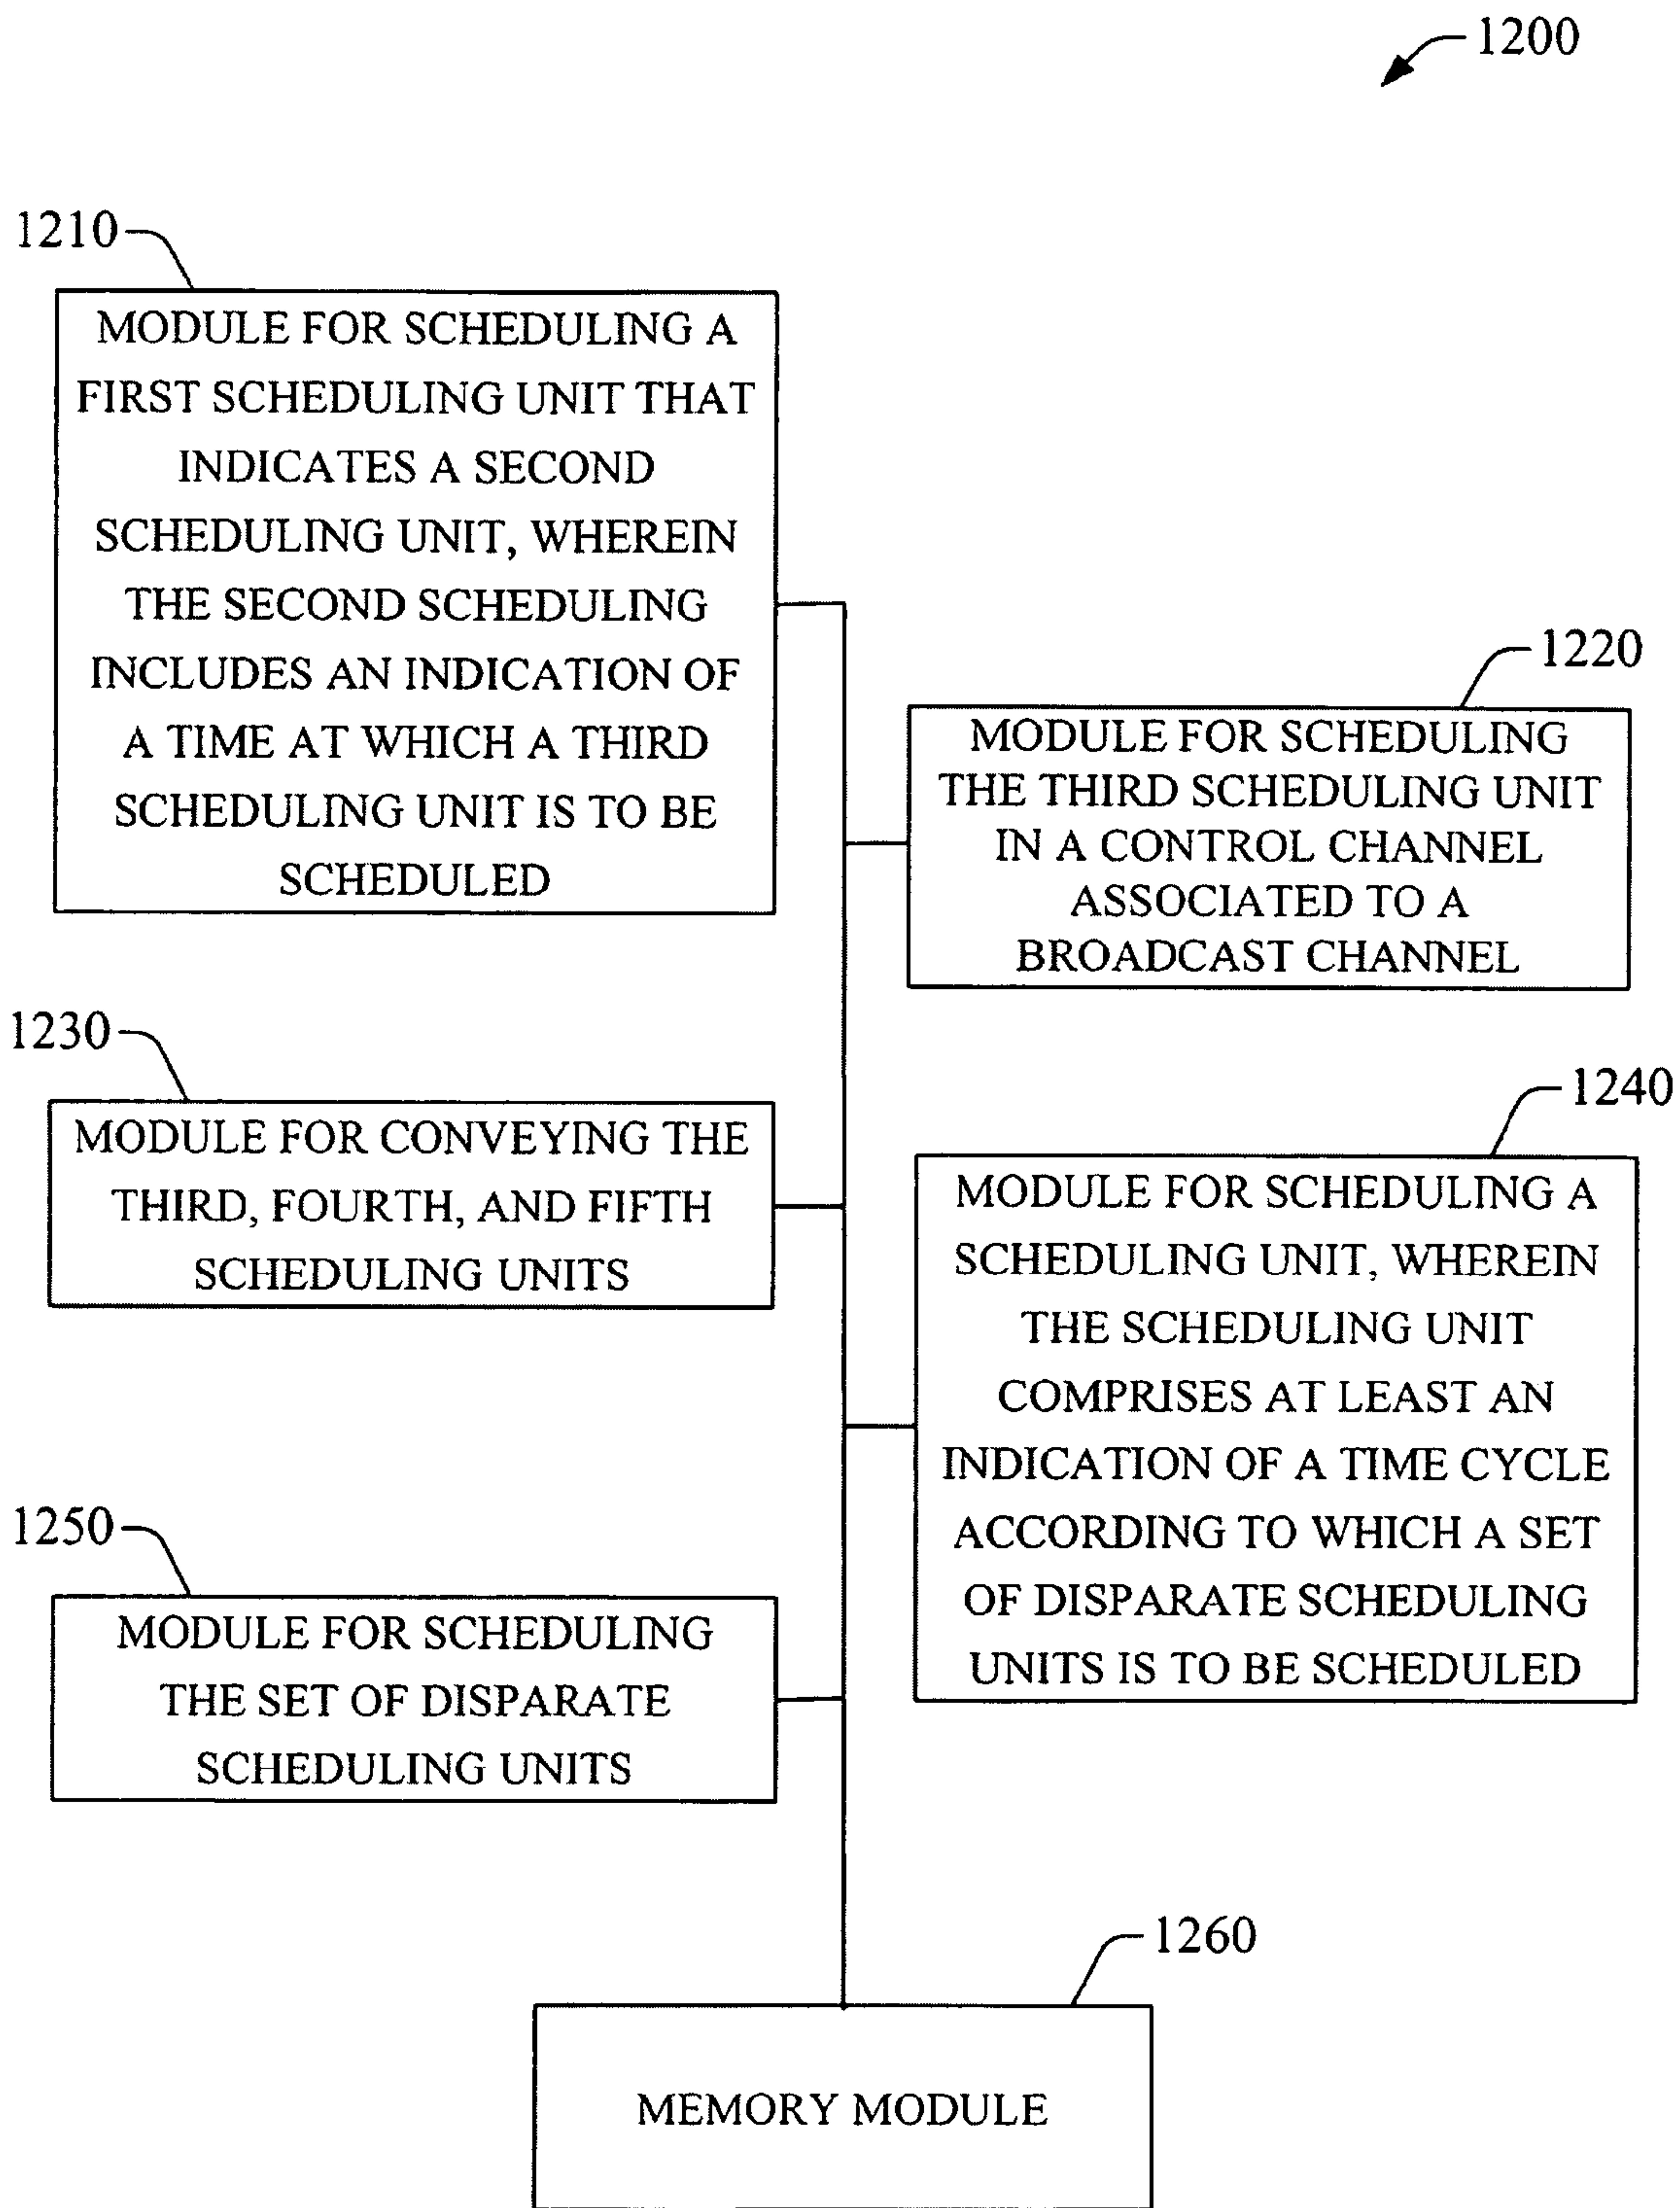 1200
1210
MODULE FOR SCHEDULING A
FIRST SCHEDULING UNIT THAT
INDICATES A SECOND
SCHEDULING UNIT, WHEREIN
THE SECOND SCHEDULING
INCLUDES AN INDICATION OF
A TIME AT WHICH A THIRD
SCHEDULING UNIT IS TO BE
SCHEDULED
1220
MODULE FOR SCHEDULING
THE THIRD SCHEDULING UNIT
IN A CONTROL CHANNEL
ASSOCIATED TO A
BROADCAST CHANNEL
1230
MODULE FOR CONVEYING THE
THIRD, FOURTH, AND FIFTH
SCHEDULING UNITS
1240
MODULE FOR SCHEDULING A
SCHEDULING UNIT, WHEREIN
THE SCHEDULING UNIT
COMPRISES AT LEAST AN
INDICATION OF A TIME CYCLE
ACCORDING TO WHICH A SET
OF DISPARATE SCHEDULING
UNITS IS TO BE SCHEDULED
1250
MODULE FOR SCHEDULING
THE SET OF DISPARATE
SCHEDULING UNITS
1260
MEMORY MODULE